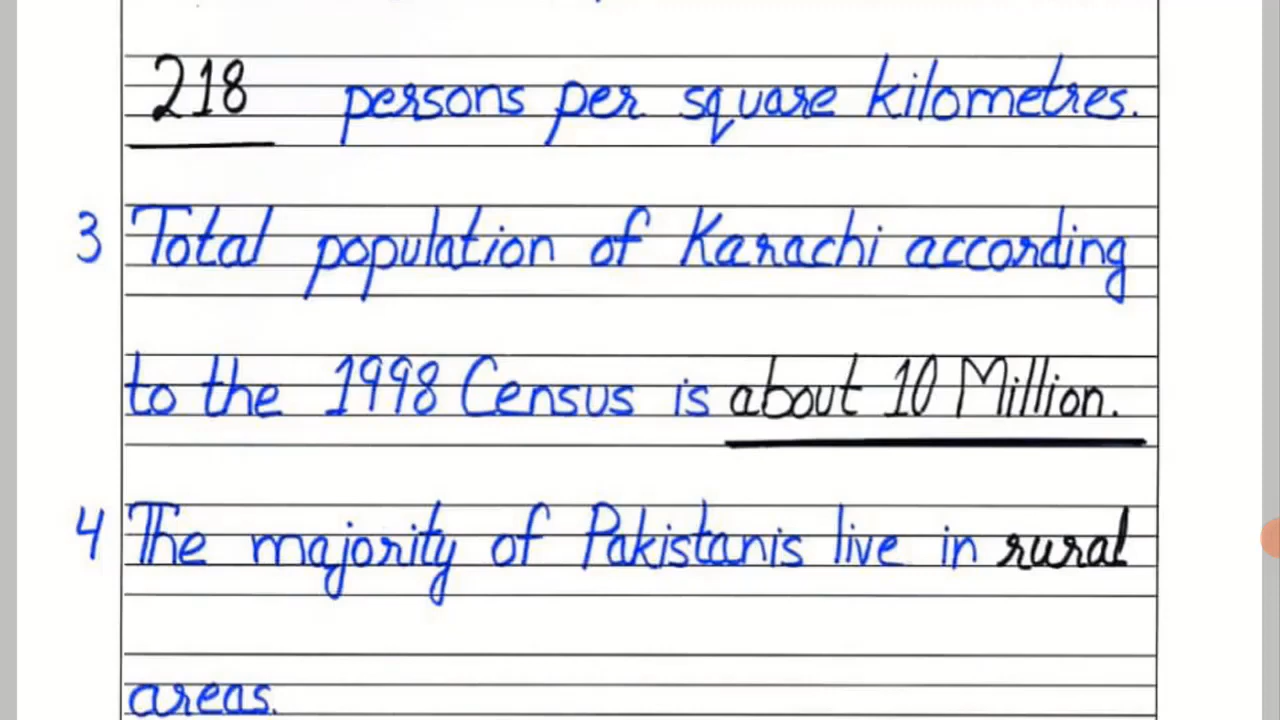 218 persons per square kilometres.
3 Total population of Karachi according
to the 1998 Census is about 10 Million.
4 The majority of Pakistanis live in rural
areas.